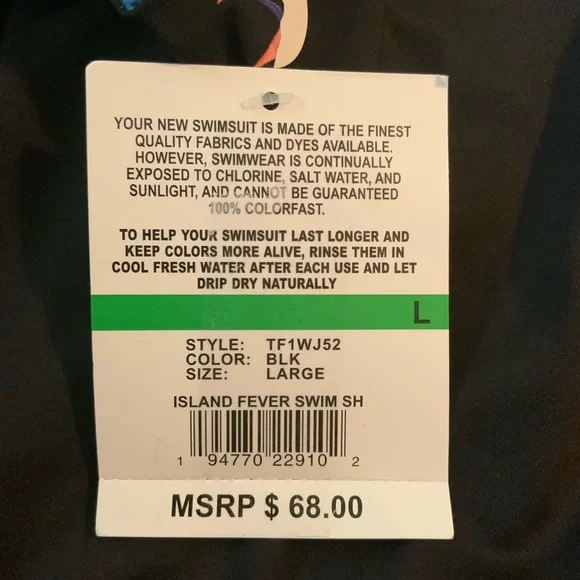 YOUR NEW SWIMSUIT IS MADE OF THE FINEST
QUALITY FABRICS AND DYES AVAILABLE.
HOWEVER, SWIMWEAR IS CONTINUALLY
EXPOSED TO CHLORINE, SALT WATER, AND
SUNLIGHT, AND CANNOT BE GUARANTEED
100% COLORFAST.
TO HELP YOUR SWIMSUIT LAST LONGER AND
KEEP COLORS MORE ALIVE, RINSE THEM IN
COOL FRESH WATER AFTER EACH USE AND LET
DRIP DRY NATURALLY
L
STYLE: TF1WJ52
COLOR: BLK
SIZE: LARGE
ISLAND FEVER SWIM SH
1 94770 22910 2
MSRP $ 68.00